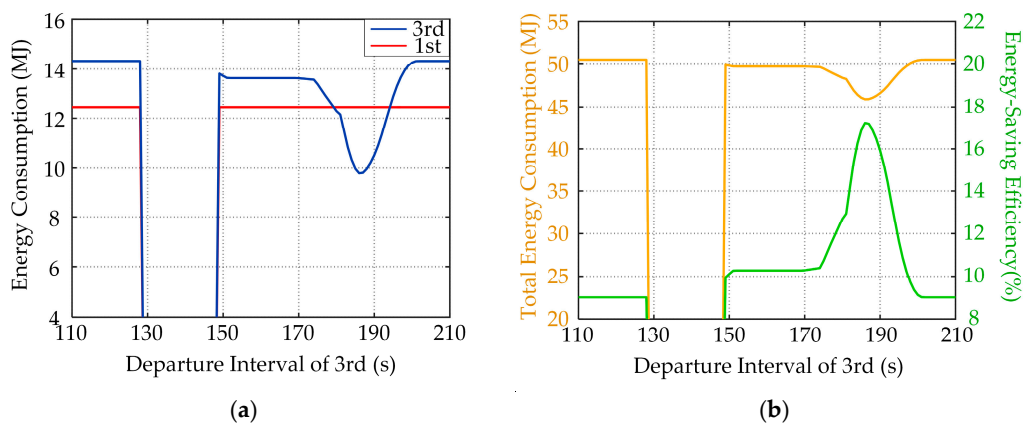 Energy Consumption (MJ)
16
14
12
10
8
6
4
3rd
1st
110 130 150 170 190 210
Departure Interval of 3rd (s)
(a)
Total Energy Consumption (MJ)
55
50
45
40
35
50
25
20
22
20
18
16
14
12
10
8
Energy-Saving Efficiency(%)
110 130 150 170 190 210
Departure Interval of 3rd (s)
(b)